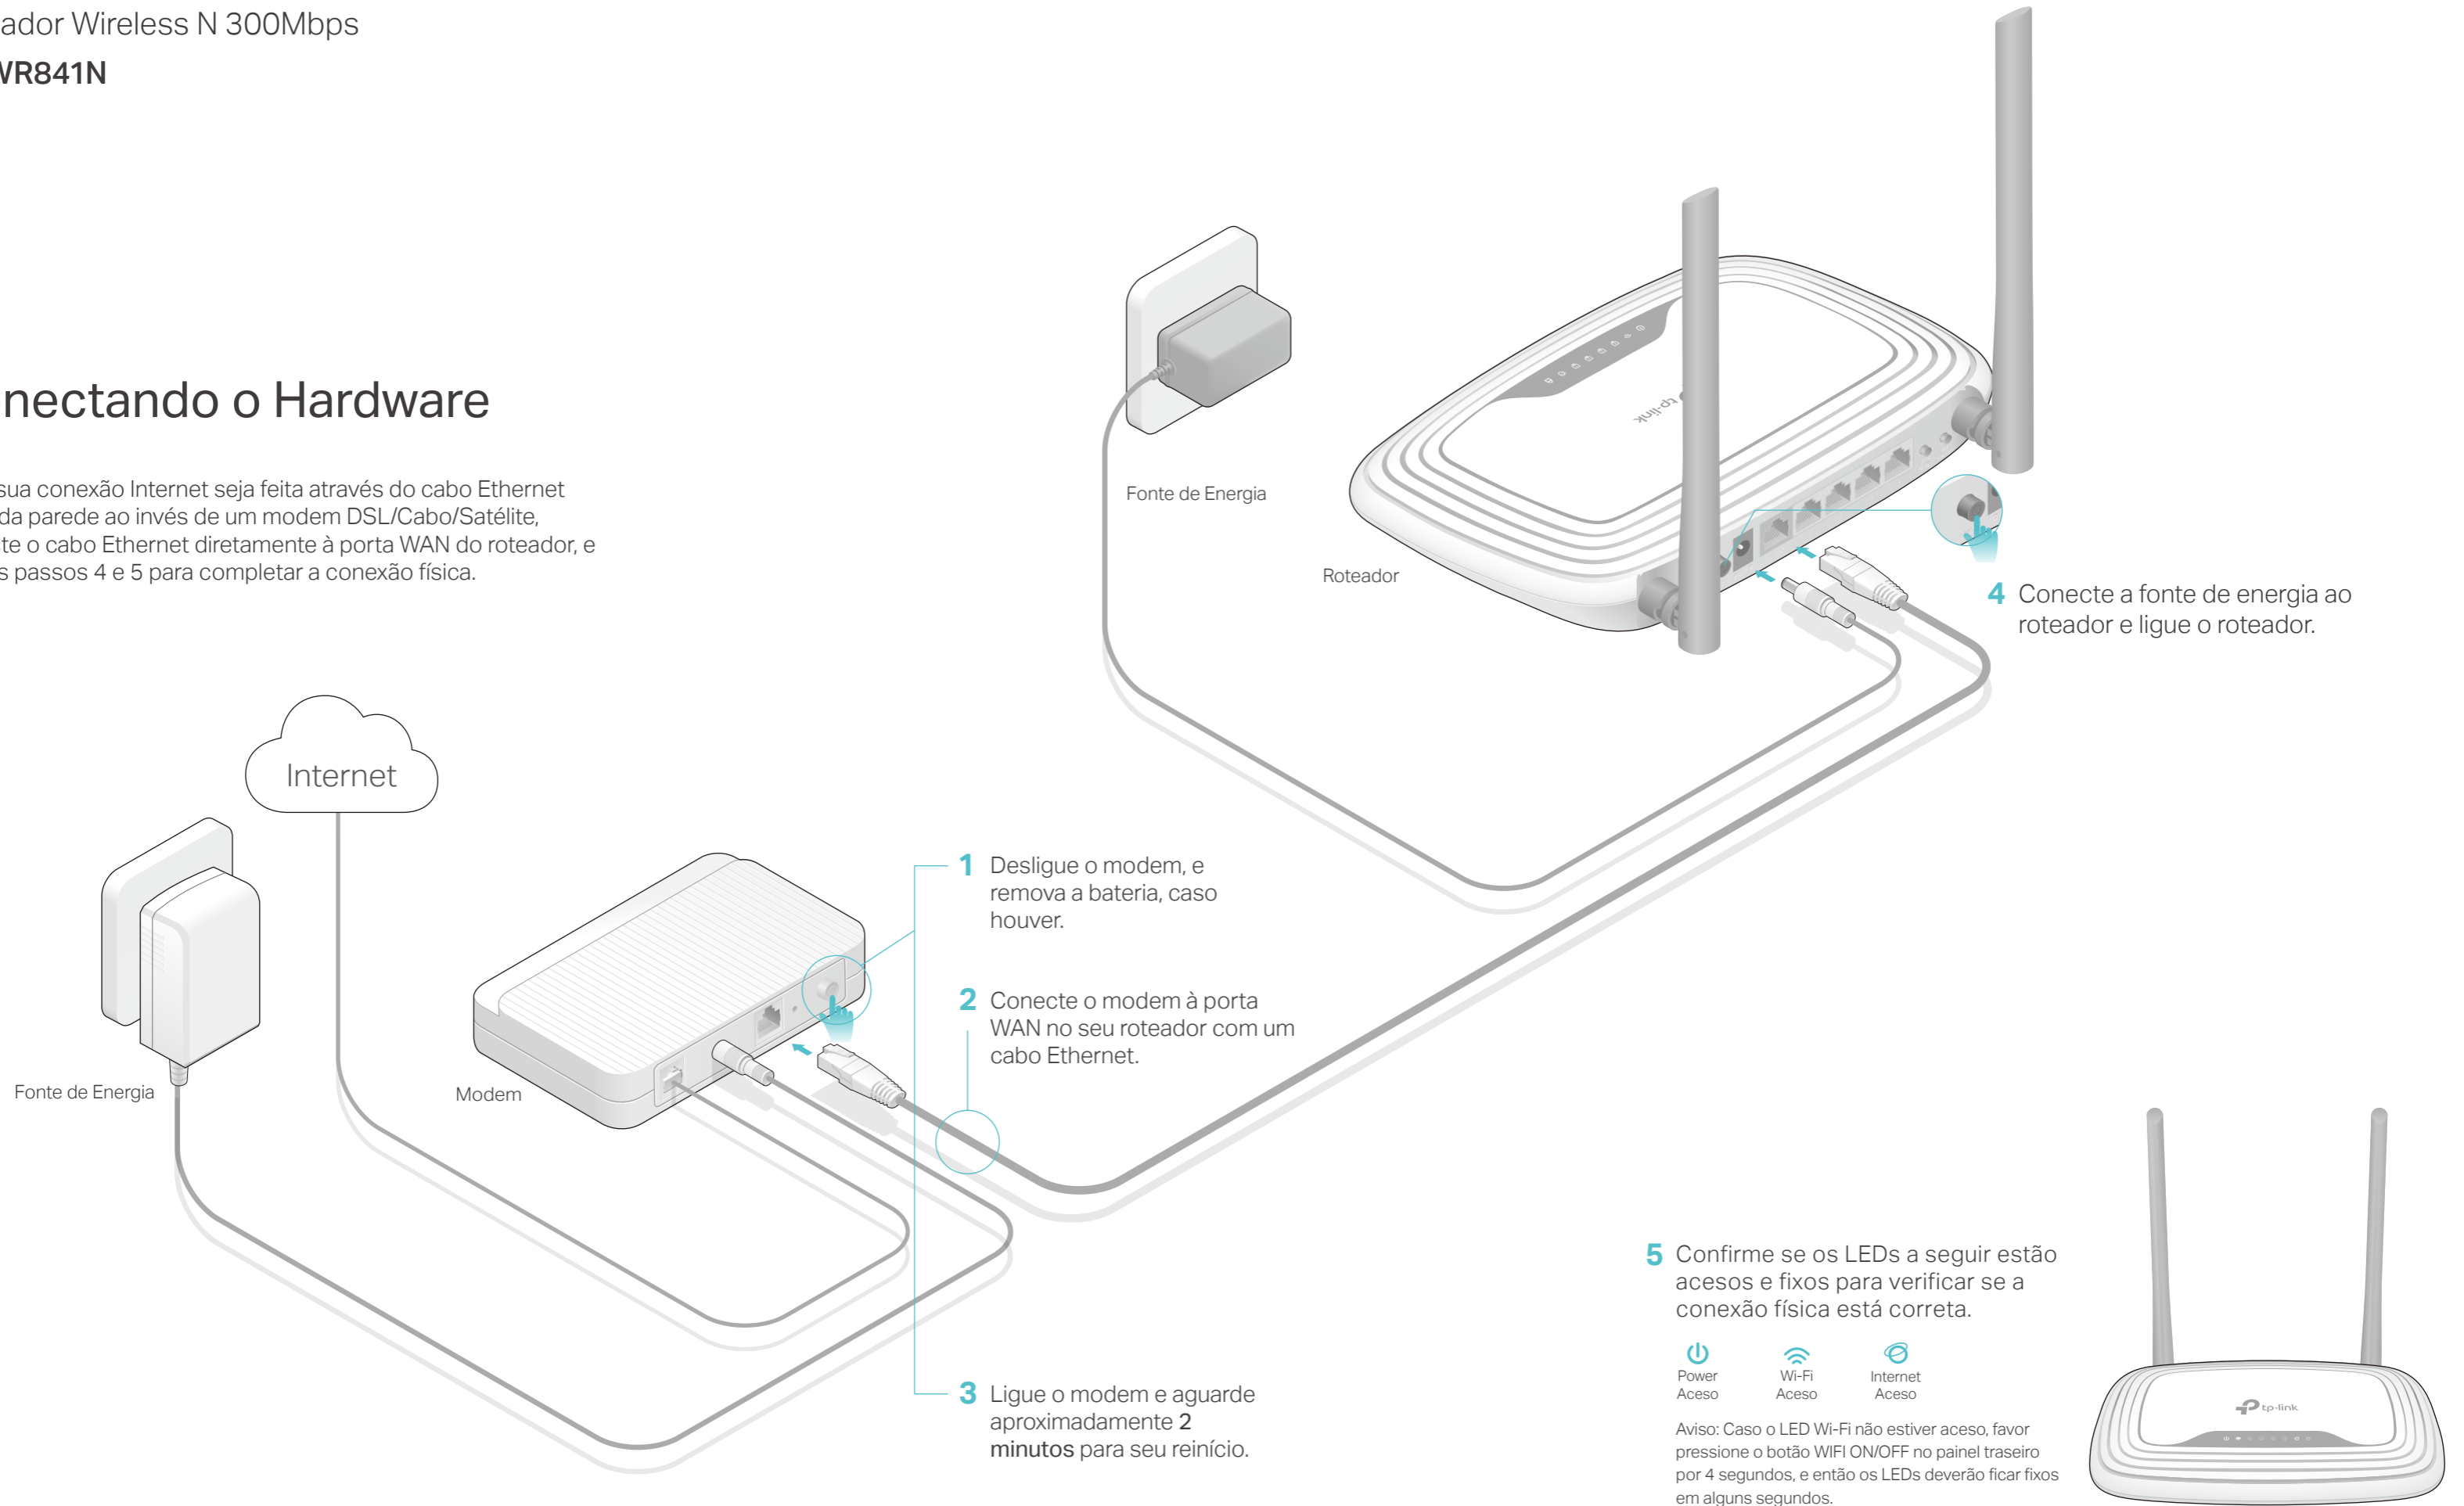 ador Wireless N 300Mbps
WR841N
nectando o Hardware
sua conexão Internet seja feita através do cabo Ethernet
da parede ao invés de um modem DSL/Cabo/Satélite,
te o cabo Ethernet diretamente à porta WAN do roteador, e
s passos 4 e 5 para completar a conexão física.
tp-link
Fonte de Energia
Roteador
4 Conecte a fonte de energia ao
roteador e ligue o roteador.
Internet
1 Desligue o modem, e
remova a bateria, caso
houver.
2 Conecte o modem à porta
WAN no seu roteador com um
cabo Ethernet.
Fonte de Energia
Modem
3 Ligue o modem e aguarde
aproximadamente 2
minutos para seu reinício.
5 Confirme se os LEDs a seguir estão
acesos e fixos para verificar se a
conexão física está correta.
Power
Aceso
Wi-Fi
Aceso
Internet
Aceso
Aviso: Caso o LED Wi-Fi não estiver aceso, favor
pressione o botão WIFI ON/OFF no painel traseiro
por 4 segundos, e então os LEDs deverão ficar fixos
em alguns segundos.
tp-link